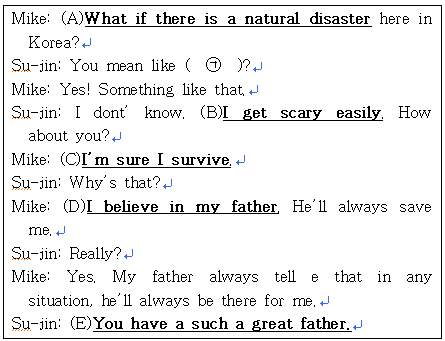 Mike: (A)What if there is a natural disaster here in
Korea?↵
Su-jin: You mean like ( ㉠ )?↵
Mike: Yes! Something like that.
Su-jin: I dont' know. (B)I get scary easily. How
about you?↵
Mike: (C)I'm sure I survive.↵
Su-jin: Why's that?↵
Mike: (D)I believe in my father. He'll always save
me.↵
Su-jin: Really?↵
Mike: Yes. My father always tell e that in any
situation, he'll always be there for me.↵
Su-jin: (E)You have a such a great father.↵